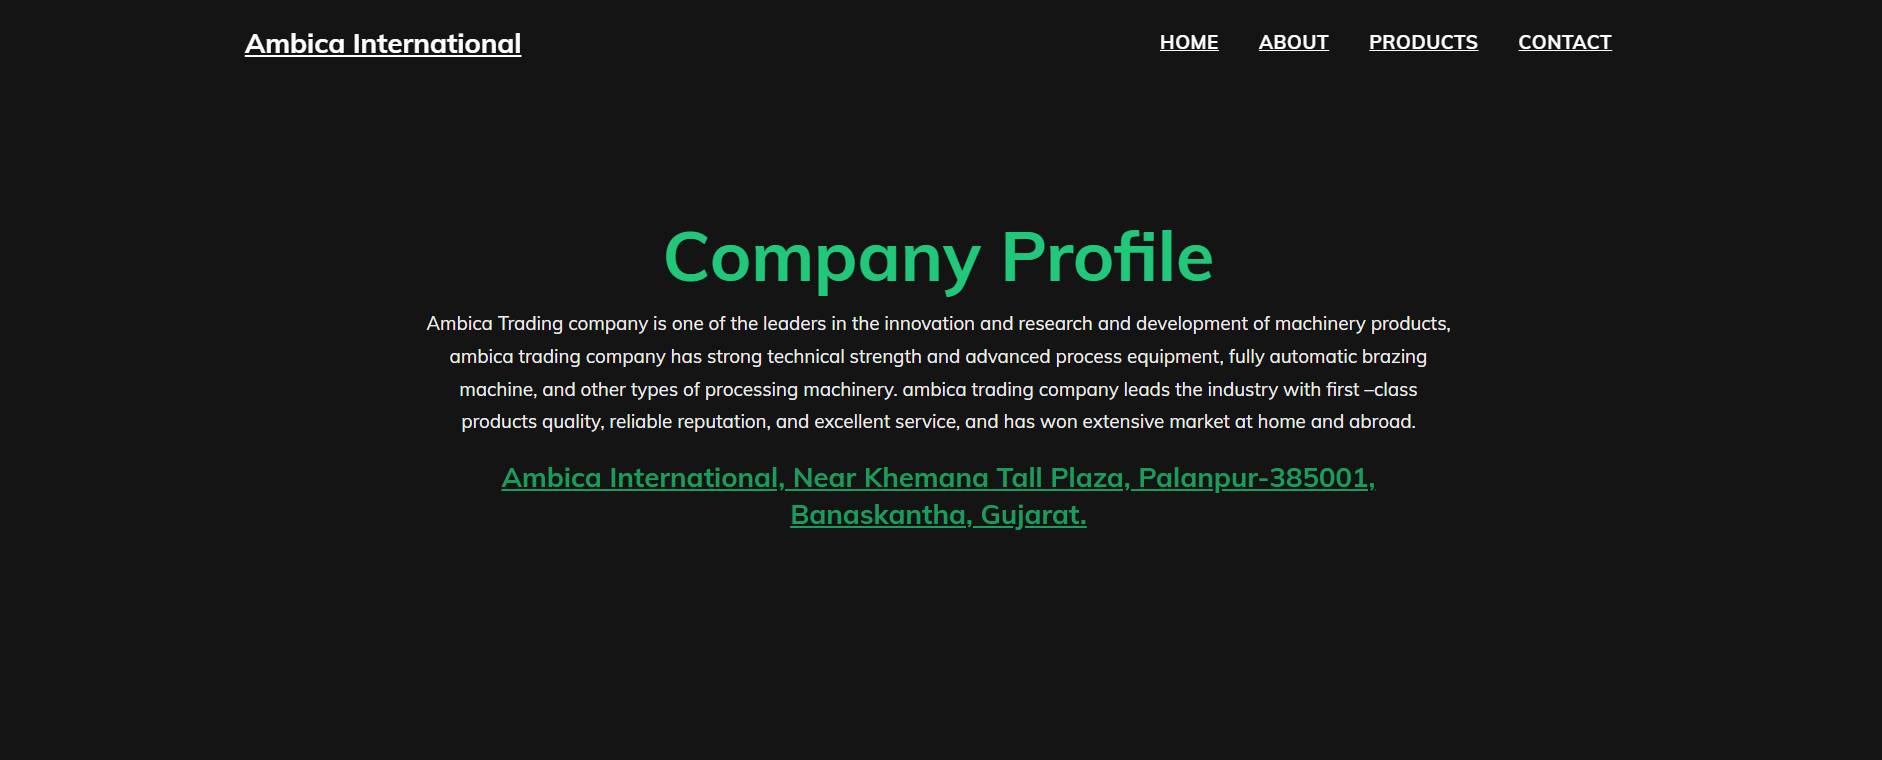 Ambica International
HOME ABOUT PRODUCTS CONTACT
Company Profile
Ambica Trading company is one of the leaders in the innovation and research and development of machinery products,
ambica trading company has strong technical strength and advanced process equipment, fully automatic brazing
machine, and other types of processing machinery. ambica trading company leads the industry with first –class
products quality, reliable reputation, and excellent service, and has won extensive market at home and abroad.
Ambica International, Near Khemana Tall Plaza, Palanpur-385001,
Banaskantha, Gujarat.